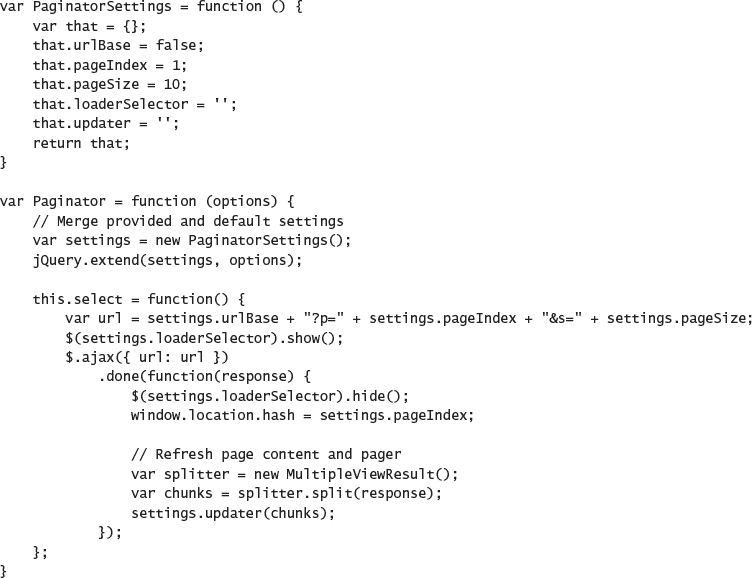 var PaginatorSettings = function () {
    var that = {};
    that.urlBase = false;
    that.pageIndex = 1;
    that.pageSize = 10;
    that.loaderSelector = '';
    that.updater = '';
    return that;
}

var Paginator = function (options) {
    // Merge provided and default settings
    var settings = new PaginatorSettings();
    jQuery.extend(settings, options);

    this.select = function() {
        var url = settings.urlBase + "?p=" + settings.pageIndex + "&s=" + settings.pageSize;
        $(settings.loaderSelector).show();
        $.ajax({ url: url })
            .done(function(response) {
                $(settings.loaderSelector).hide();
                window.location.hash = settings.pageIndex;

                // Refresh page content and pager
                var splitter = new MultipleViewResult();
                var chunks = splitter.split(response);
                settings.updater(chunks);
            });
    };
}